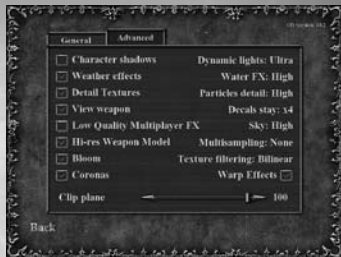 General Advanced
Character shadows Dynamic lights: Ultra
Weather effects Water FX: High
Detail Textures Particles detail: High
View weapon Decals stay: x4
Low Quality Multiplayer FX Sky: High
Hi-res Weapon Model Multisampling: None
Bloom Texture filtering: Bilinear
Coronas Warp Effects
Clip plane 100
Back